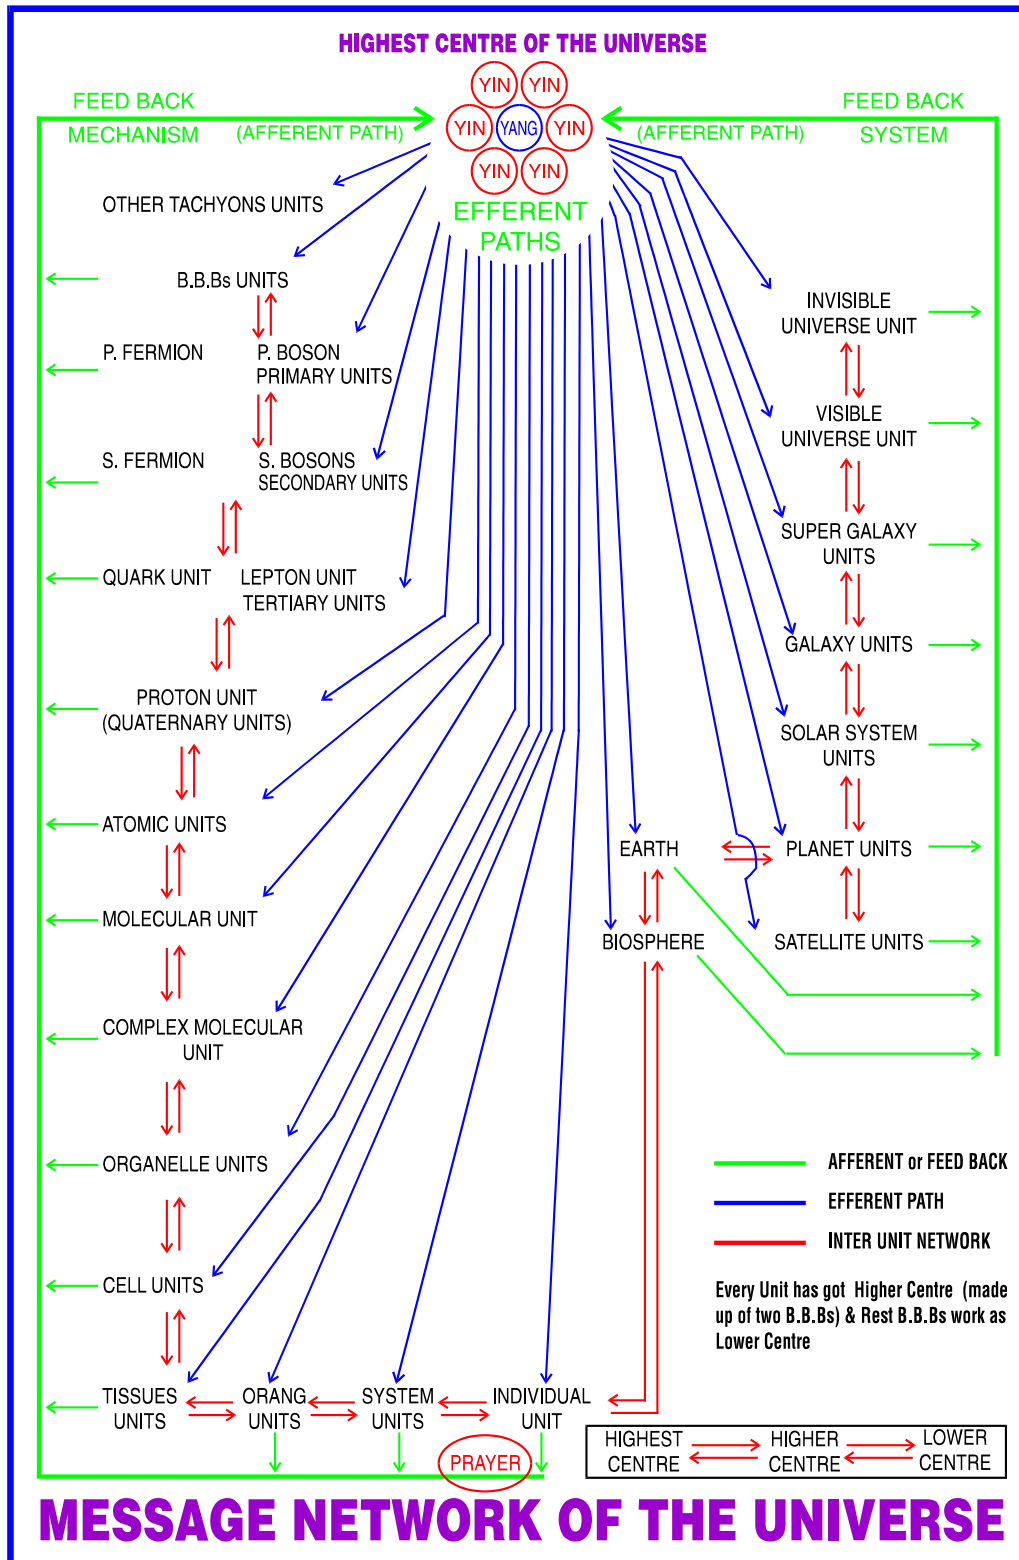 HIGHEST CENTRE OF THE UNIVERSE
YIN YIN
YIN YANG YIN
YIN YIN
FEED BACK
MECHANISM (AFFERENT PATH)
FEED BACK
(AFFERENT PATH) SYSTEM
EFFERENT
PATHS
OTHER TACHYONS UNITS
B.B.Bs UNITS
P. FERMION P. BOSON
PRIMARY UNITS
S. FERMION S. BOSONS
SECONDARY UNITS
QUARK UNIT LEPTON UNIT
TERTIARY UNITS
PROTON UNIT
(QUATERNARY UNITS)
ATOMIC UNITS
MOLECULAR UNIT
COMPLEX MOLECULAR
UNIT
ORGANELLE UNITS
CELL UNITS
TISSUES
UNITS
ORANG
UNITS
SYSTEM
UNITS
INDIVIDUAL
UNIT
PRAYER
INVISIBLE
UNIVERSE UNIT
VISIBLE
UNIVERSE UNIT
SUPER GALAXY
UNITS
GALAXY UNITS
SOLAR SYSTEM
UNITS
EARTH
PLANET UNITS
BIOSPHERE
SATELLITE UNITS
AFFERENT or FEED BACK
EFFERENT PATH
INTER UNIT NETWORK
Every Unit has got Higher Centre (made
up of two B.B.Bs) & Rest B.B.Bs work as
Lower Centre
HIGHEST HIGHER LOWER
CENTRE CENTRE CENTRE
MESSAGE NETWORK OF THE UNIVERSE